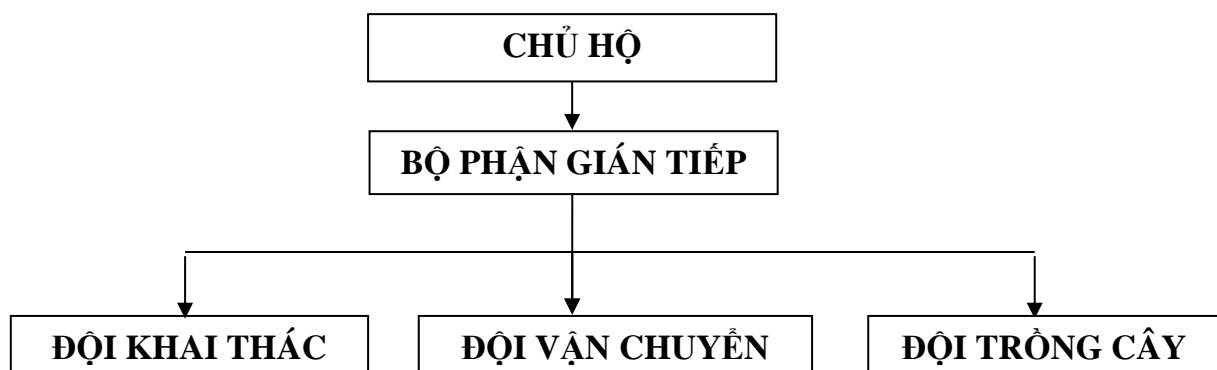 CHỦ HỘ
BỘ PHẬN GIÁN TIẾP
ĐỘI KHAI THÁC
ĐỘI VẬN CHUYỂN
ĐỘI TRỒNG CÂY